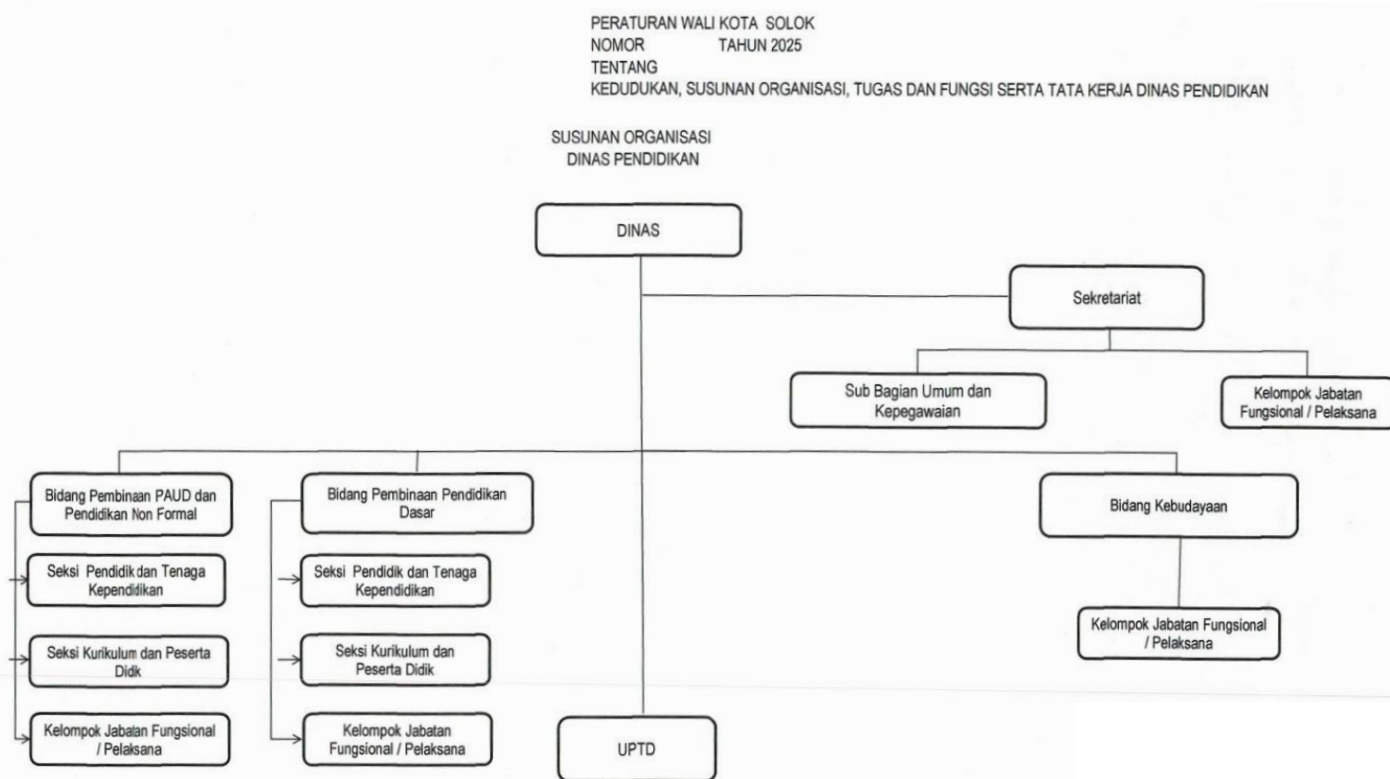 PERATURAN WALI KOTA SOLOK
NOMOR TAHUN 2025
TENTANG
KEDUDUKAN, SUSUNAN ORGANISASI, TUGAS DAN FUNGSI SERTA TATA KERJA DINAS PENDIDIKAN
SUSUNAN ORGANISASI
DINAS PENDIDIKAN
DINAS
Sekretariat
Sub Bagian Umum dan
Kepegawaian
Kelompok Jabatan
Fungsional / Pelaksana
Bidang Pembinaan PAUD dan
Pendidikan Non Formal
Seksi Pendidik dan Tenaga
Kependidikan
Seksi Kurikulum dan Peserta
Didk
Kelompok Jabatan Fungsional
/ Pelaksana
Bidang Pembinaan Pendidikan
Dasar
Seksi Pendidik dan Tenaga
Kependidikan
Seksi Kurikulum dan
Peserta Didik
Kelompok Jabatan
Fungsional / Pelaksana
Bidang Kebudayaan
Kelompok Jabatan Fungsional
/ Pelaksana
UPTD